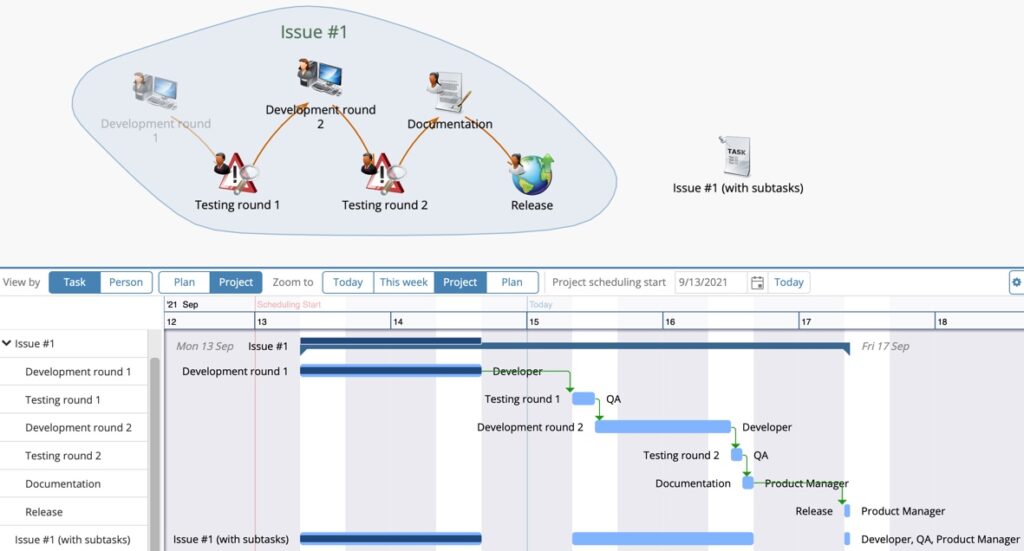 Issue #1
Development round
1
Development round
2
Documentation
Testing round 1
Testing round 2
Release
TASK
Issue #1 (with subtasks)
View by Task Person Plan Project Zoom to Today This week Project Plan Project scheduling start 9/13/2021 Today
'21 Sep Scheduling Start Today
12 13 14 15 16 17 18
Issue #1 Mon 13 Sep Issue #1 Fri 17 Sep
Development round 1 Development round 1 Developer
Testing round 1 Testing round 1 QA
Development round 2 Development round 2 Developer
Testing round 2 Testing round 2 QA
Documentation Documentation Product Manager
Release Release Product Manager
Issue #1 (with subtasks) Issue #1 (with subtasks) Developer, QA, Product Manager